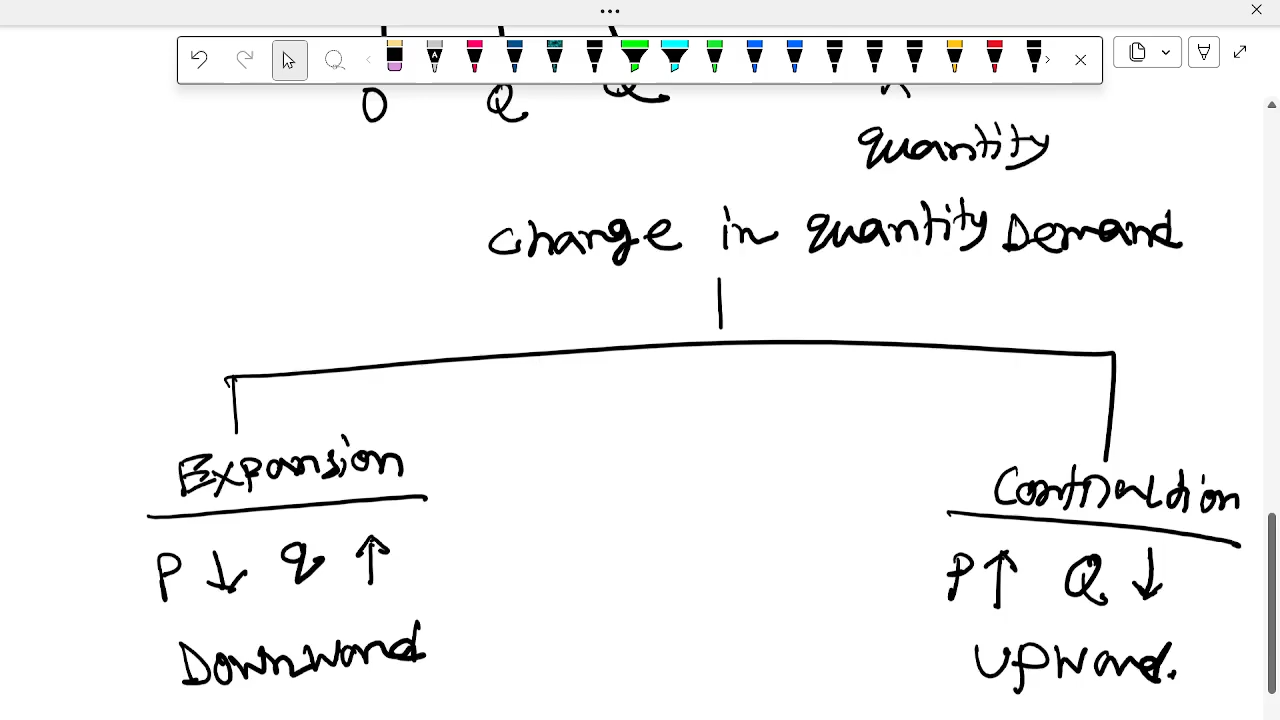 O Q
quantity
change in quantity Demand
Expansion
Contraction
P ↓ q ↑
P ↑ Q ↓
Downward
Upward.